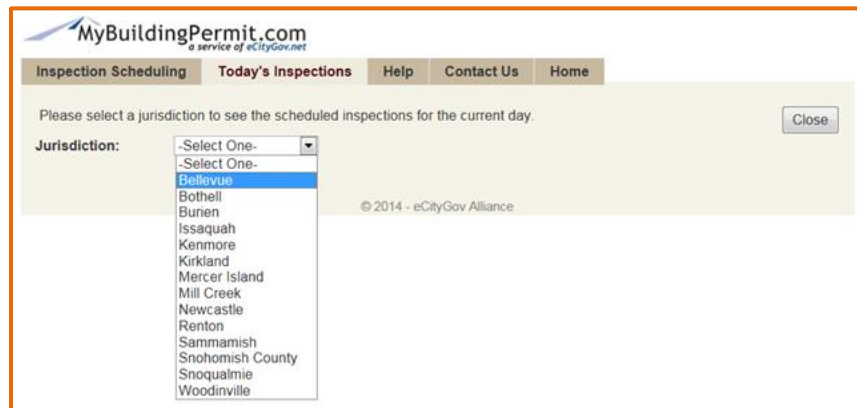 MyBuildingPermit.com
a service of eCityGov.net
Inspection Scheduling Today's Inspections Help Contact Us Home
Please select a jurisdiction to see the scheduled inspections for the current day.
Close
Jurisdiction: -Select One-
-Select One-
Bellevue
Bothell
Burien
© 2014 - eCityGov Alliance
Issaquah
Kenmore
Kirkland
Mercer Island
Mill Creek
Newcastle
Renton
Sammamish
Snohomish County
Snoqualmie
Woodinville